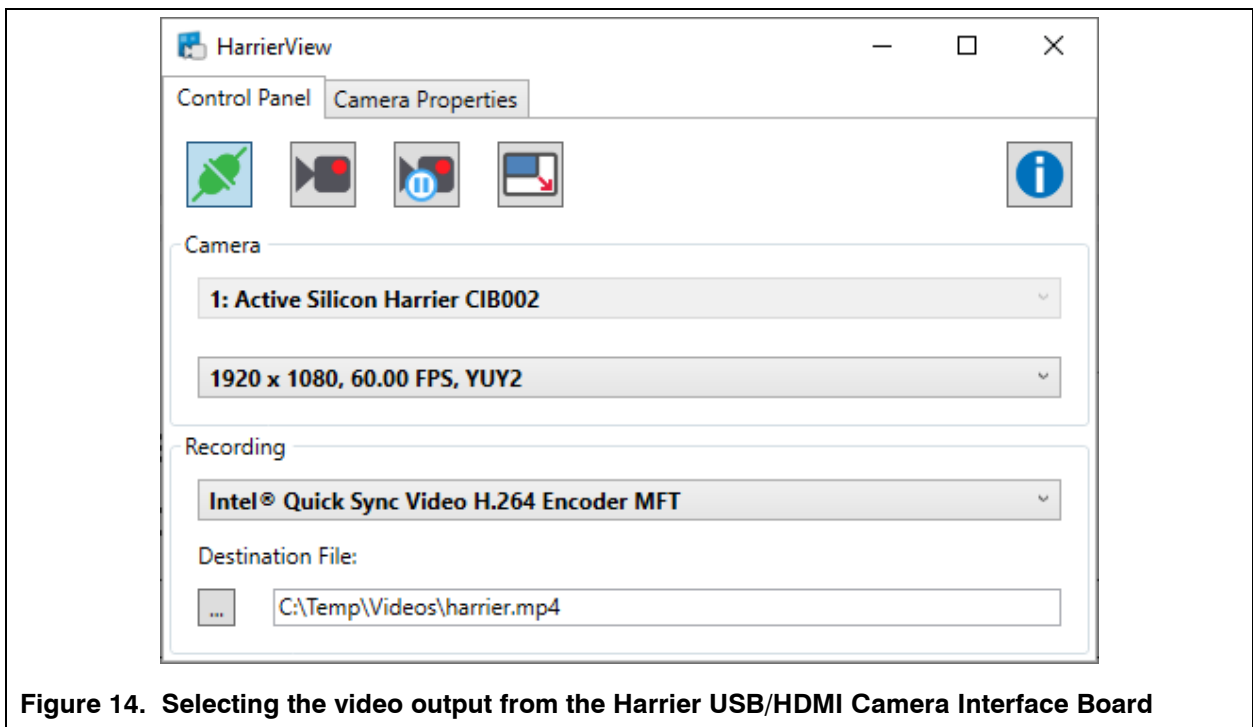 HarrierView
Control Panel Camera Properties
Camera
1: Active Silicon Harrier CIB002
1920 x 1080, 60.00 FPS, YUY2
Recording
Intel® Quick Sync Video H.264 Encoder MFT
Destination File:
... C:\Temp\Videos\harrier.mp4
Figure 14. Selecting the video output from the Harrier USB/HDMI Camera Interface Board